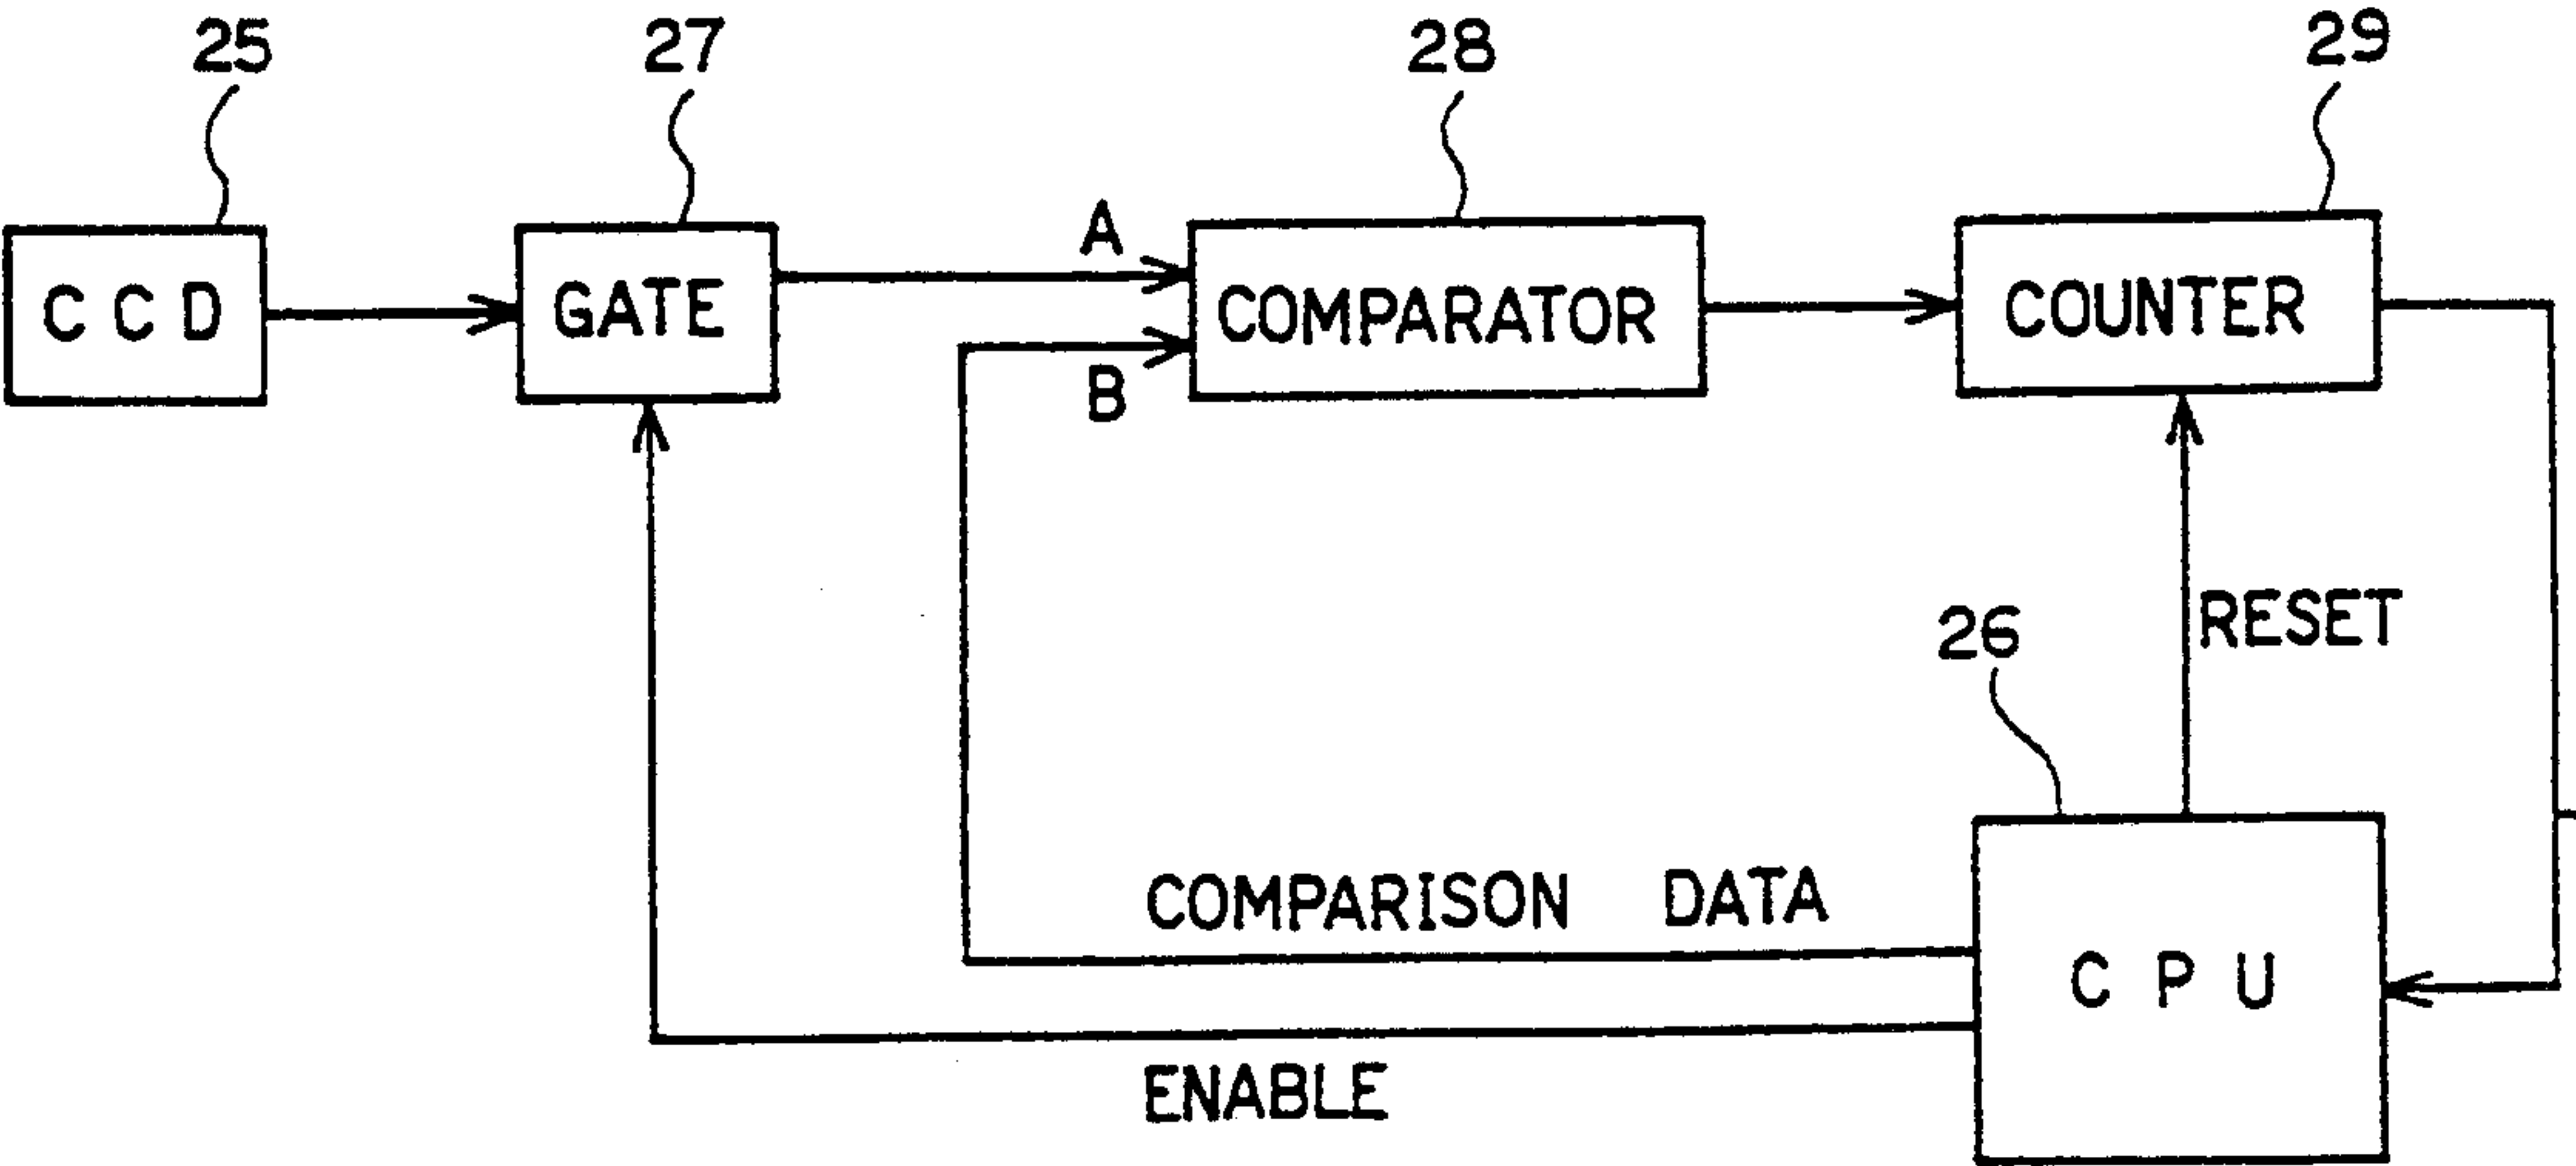 25 27 28 29
A
C C D GATE COMPARATOR COUNTER
B
26 RESET
COMPARISON DATA
C P U
ENABLE